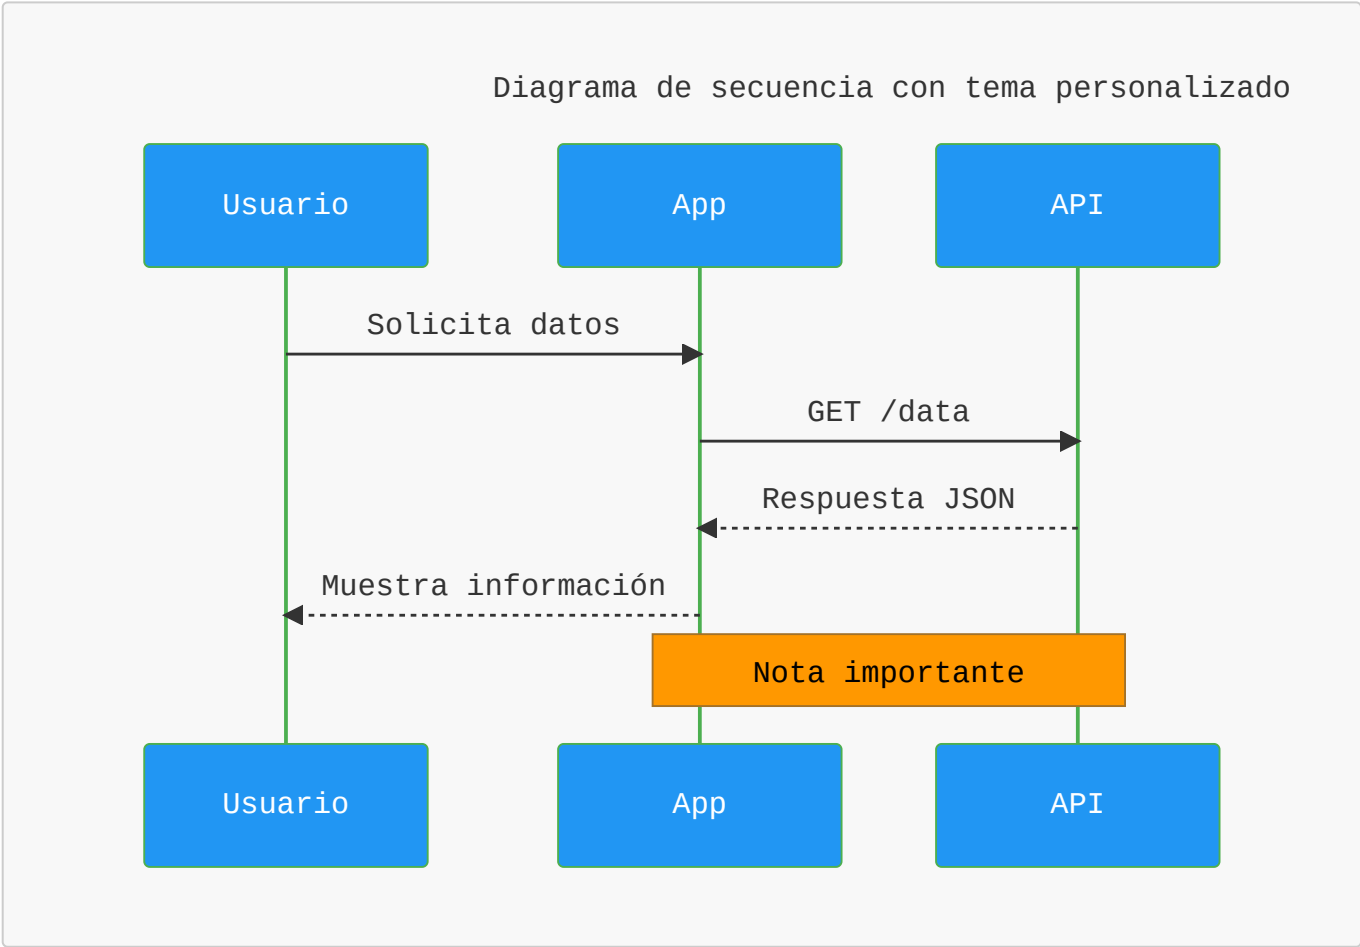 Diagrama de secuencia con tema personalizado
Usuario
App
API
Solicita datos
GET /data
Respuesta JSON
Muestra información
Nota importante
Usuario
App
API